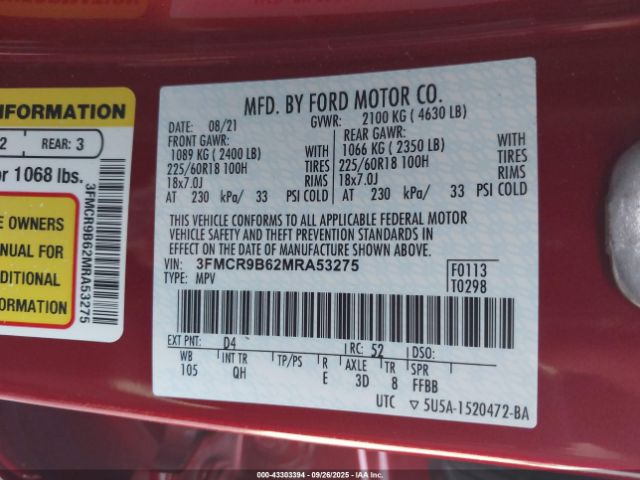 INFORMATION
2 REAR: 3
or 1068 lbs.
E OWNERS
ANUAL FOR
DDITIONAL
ORMATION
3FMCR9B62MRA53275
MFD. BY FORD MOTOR CO.
DATE: 08/21 GVWR: 2100 KG ( 4630 LB)
FRONT GAWR: REAR GAWR:
1089 KG ( 2400 LB) WITH 1066 KG ( 2350 LB) WITH
225/60R18 100H TIRES 225/60R18 100H TIRES
18x7.0J RIMS 18x7.0J RIMS
AT 230 kPa/ 33 PSI COLD AT 230 kPa/ 33 PSI COLD
THIS VEHICLE CONFORMS TO ALL APPLICABLE FEDERAL MOTOR
VEHICLE SAFETY AND THEFT PREVENTION STANDARDS IN
EFFECT ON THE DATE OF MANUFACTURE SHOWN ABOVE.
VIN: 3FMCR9B62MRA53275 F0113
TYPE: MPV T0298
EXT PNT: D4 RC: 52 DSO:
WB INT TR TP/PS R AXLE TR SPR
105 QH E 3D 8 FFBB
UTC ▽ 5U5A-1520472-BA
000-43303394 - 09/26/2025 - IAAI.COM